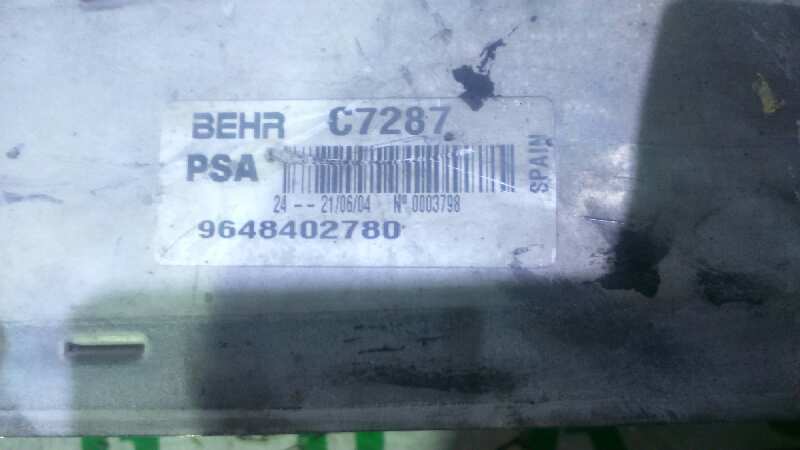 BEHR C7287
PSA
SPAIN
24 -- 21/06/04 Nº 0003798
9648402780